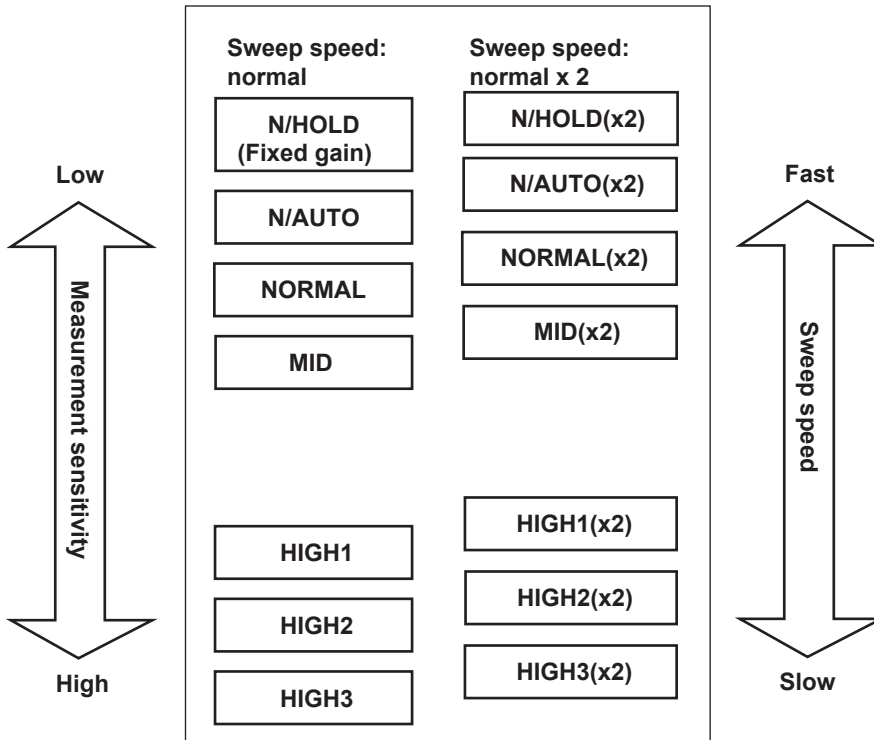 Sweep speed:
normal
Sweep speed:
normal x 2
N/HOLD
(Fixed gain)
N/HOLD(x2)
Low
N/AUTO(x2)
Fast
N/AUTO
NORMAL(x2)
NORMAL
MID(x2)
MID
Measurement sensitivity
Sweep speed
HIGH1(x2)
HIGH1
HIGH2(x2)
HIGH2
HIGH3(x2)
High
Slow
HIGH3